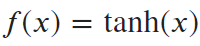 f(x) = tanh(x)